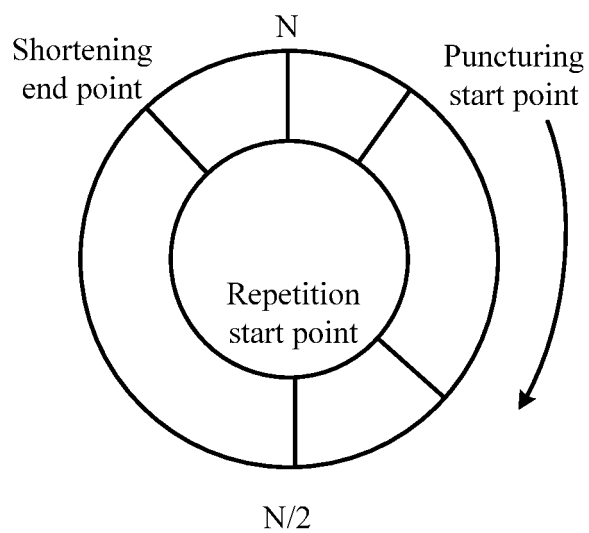 N
Shortening
end point
Puncturing
start point
Repetition
start point
N/2